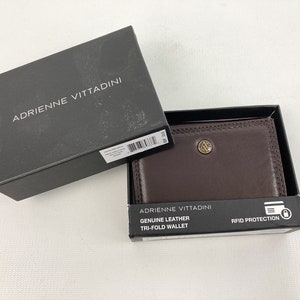 ADRIENNE VITTADINI
ADRIENNE VITTADINI
GENUINE LEATHER
TRI-FOLD WALLET
RFID PROTECTION